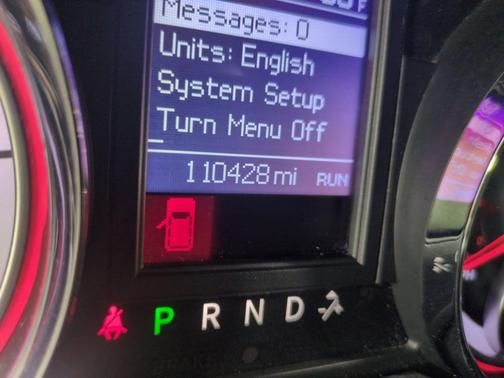 Messages: 0
Units: English
System Setup
Turn Menu Off
110428 mi RUN
P R N D